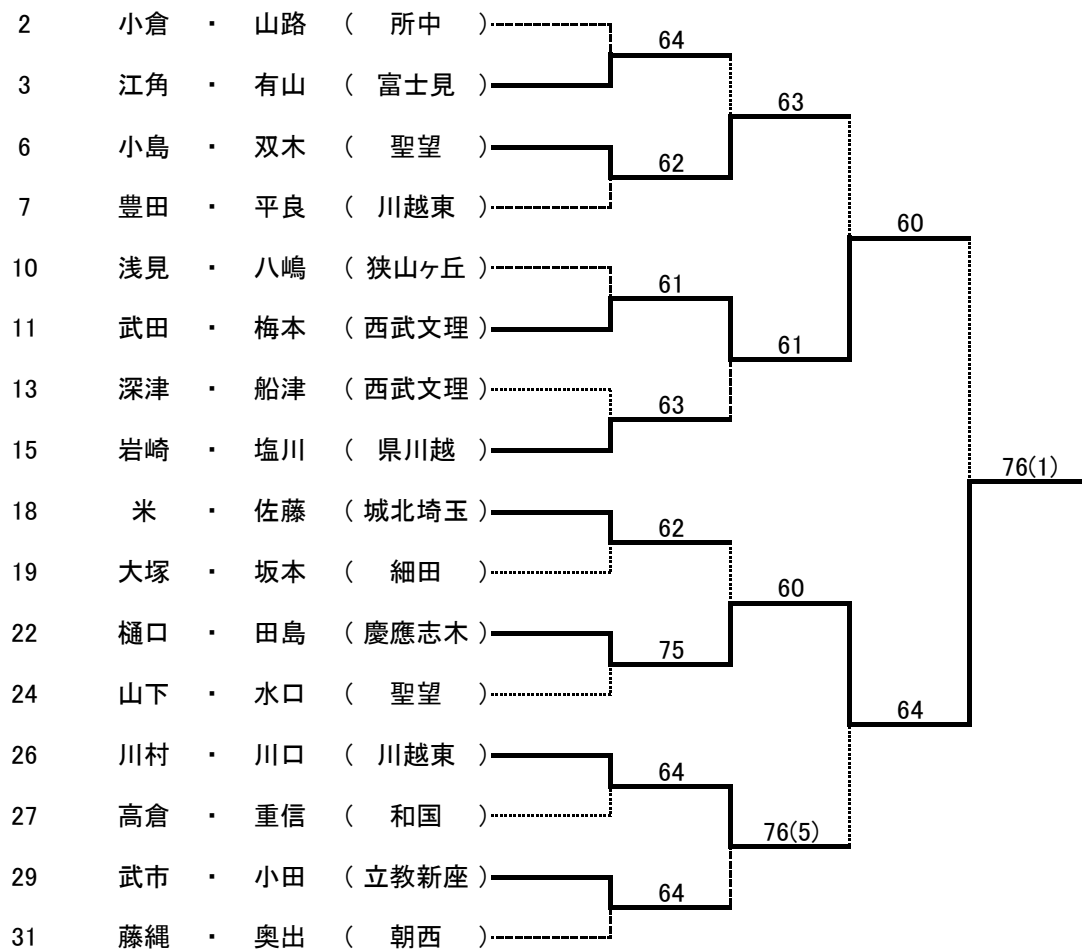 2 小倉 ・ 山路 ( 所中 )
64
3 江角 ・ 有山 ( 富士見 )
63
6 小島 ・ 双木 ( 聖望 )
62
7 豊田 ・ 平良 ( 川越東 )
60
10 浅見 ・ 八嶋 ( 狭山ヶ丘 )
61
11 武田 ・ 梅本 ( 西武文理 )
61
13 深津 ・ 船津 ( 西武文理 )
63
15 岩崎 ・ 塩川 ( 県川越 )
76(1)
18 米 ・ 佐藤 ( 城北埼玉 )
62
19 大塚 ・ 坂本 ( 細田 )
60
22 樋口 ・ 田島 ( 慶應志木 )
75
24 山下 ・ 水口 ( 聖望 )
64
26 川村 ・ 川口 ( 川越東 )
64
27 高倉 ・ 重信 ( 和国 )
76(5)
29 武市 ・ 小田 ( 立教新座 )
64
31 藤縄 ・ 奥出 ( 朝西 )